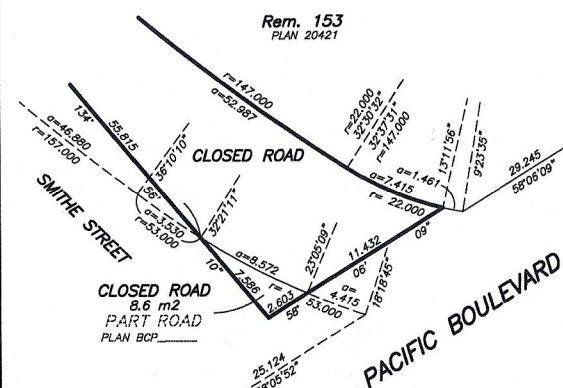 Rem. 153
PLAN 20421
r=147.000
a=52.987
r=22.000
32°30'32"
32°37'31"
r=147.000
13°11'56"
9°23'35"
134°
55.815
a=46.880
r=157.000
36°10'10"
CLOSED ROAD
a=1.461
a=7.415
r= 22.000
29.245
58°06'09"
56'
a=3.530
r=53.000
32°21'11"
SMITHE STREET
10"
a=8.572
r=
23°05'09"
11.432
06'
09"
CLOSED ROAD
8.6 m2
PART ROAD
PLAN BCP
7.586
2.603
58°
53.000
a=
4.415
18°18'45"
PACIFIC BOULEVARD
25.124
8°05'52"